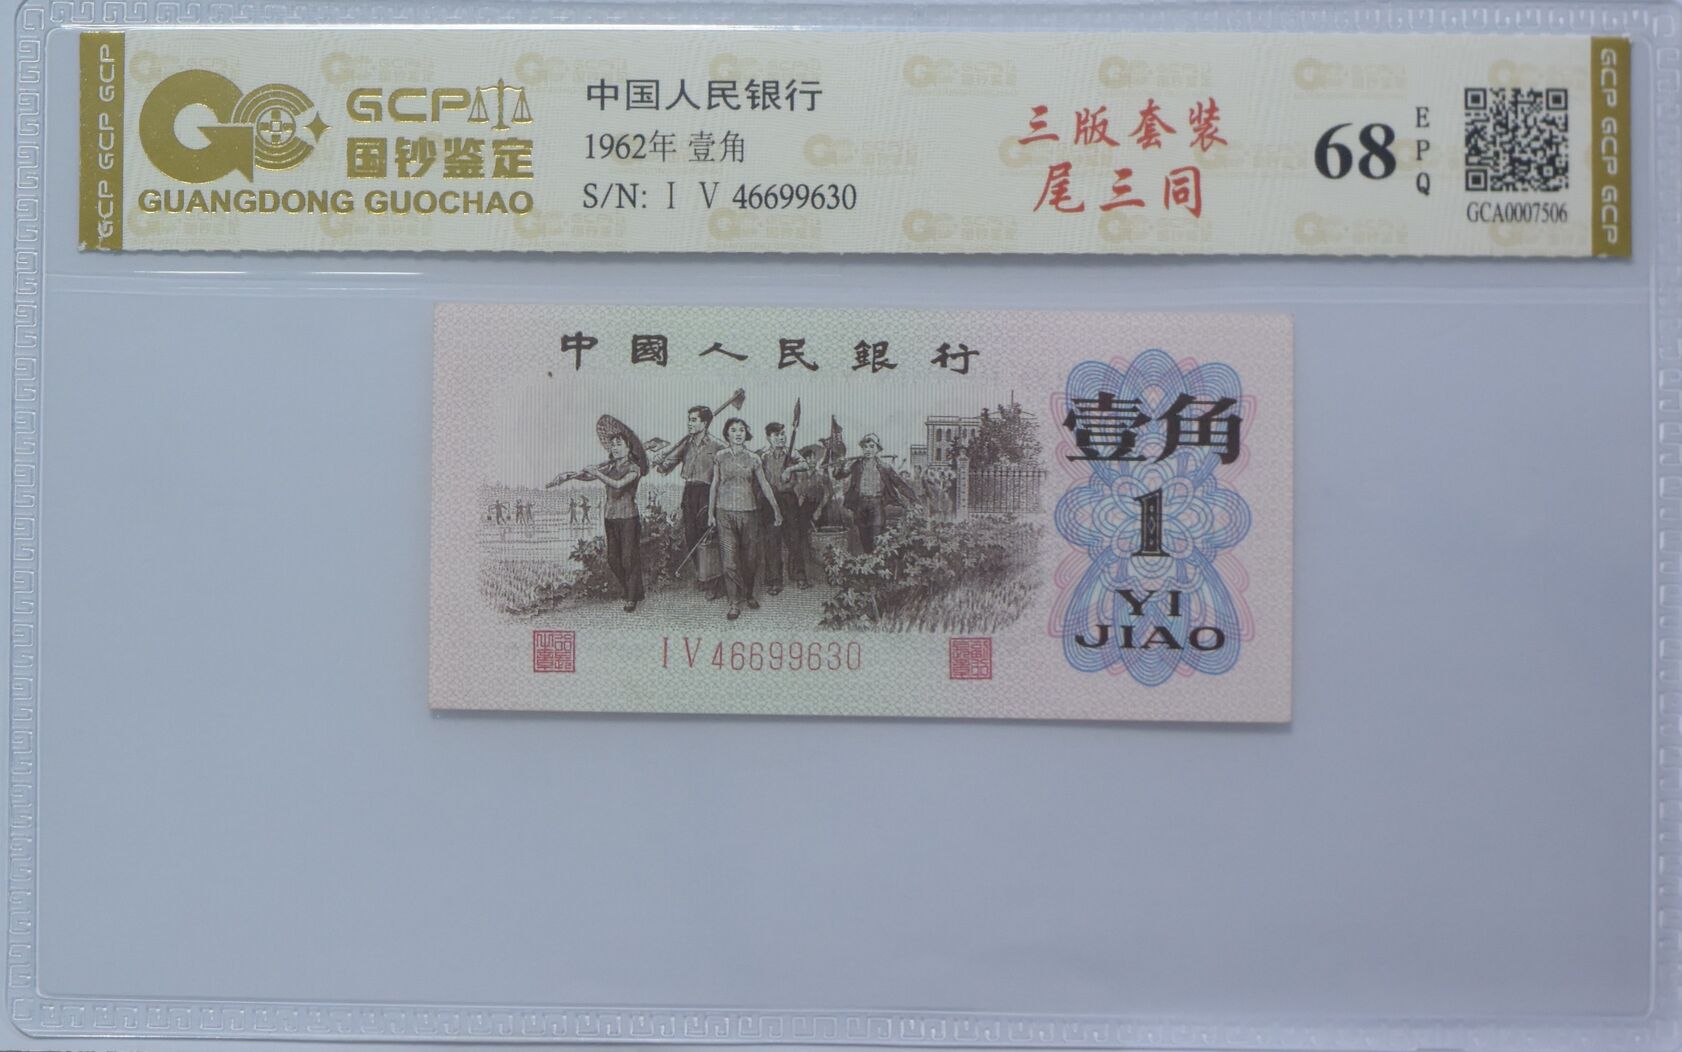 GCP GCP GCP
GCP
国钞鉴定
GUANGDONG GUOCHAO
中国人民银行
1962年 壹角
S/N: I V 46699630
三版套装
尾三同
68
EPQ
GCA0007506
GCP GCP GCP
中國人民銀行
壹角
1
YI
JIAO
I V 46699630